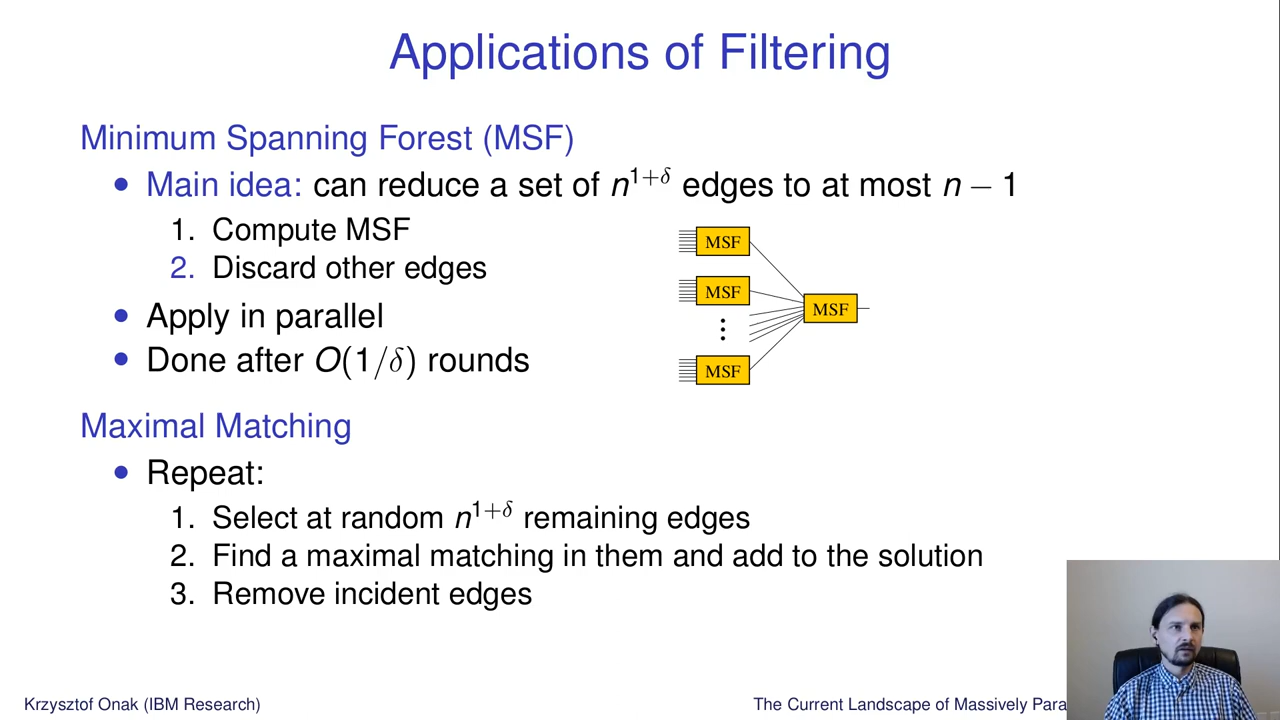 Applications of Filtering
Minimum Spanning Forest (MSF)
• Main idea: can reduce a set of n^{1+δ} edges to at most n − 1
1. Compute MSF
2. Discard other edges
• Apply in parallel
• Done after O(1/δ) rounds
MSF
MSF
⋮
MSF
MSF
Maximal Matching
• Repeat:
1. Select at random n^{1+δ} remaining edges
2. Find a maximal matching in them and add to the solution
3. Remove incident edges
Krzysztof Onak (IBM Research)
The Current Landscape of Massively Para